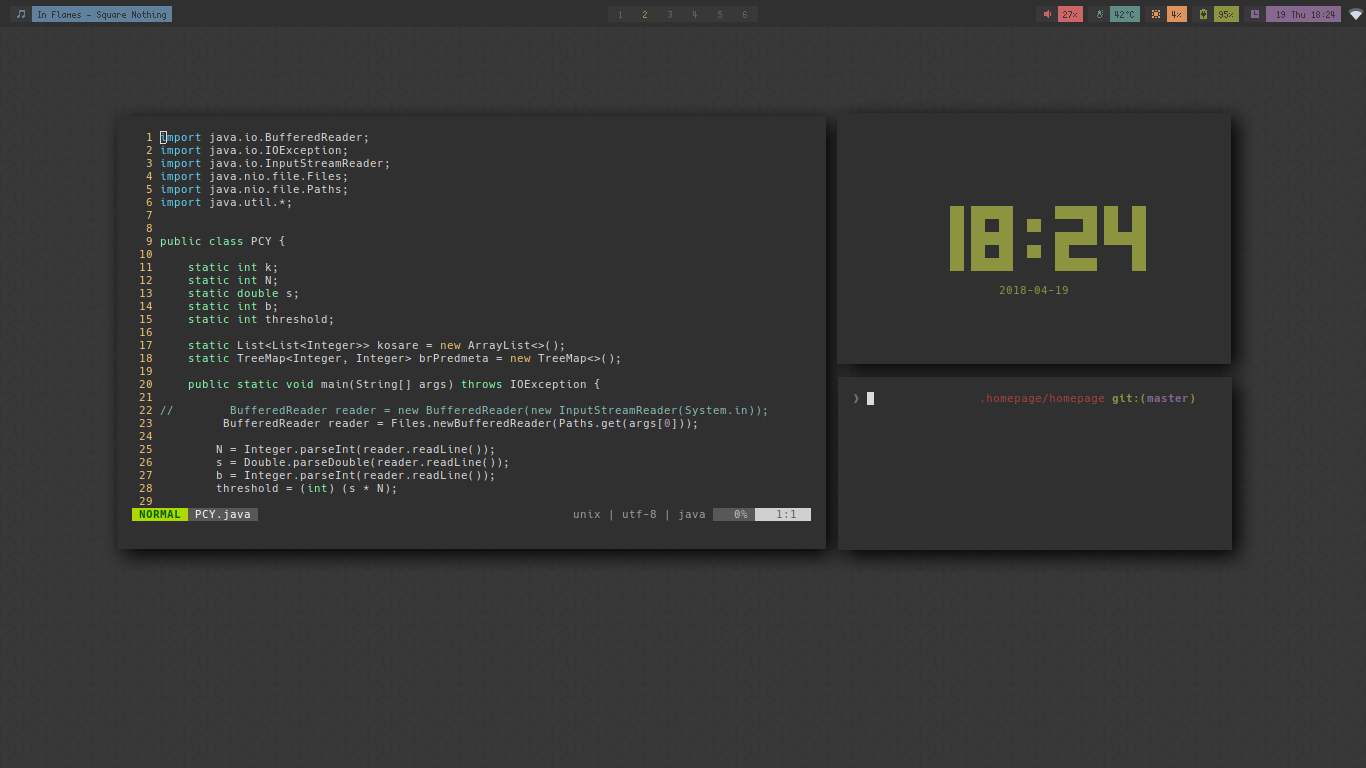 In Flames - Square Nothing
1 2 3 4 5 6
27% 42°C 4% 95% 19 Thu 18:24
1 import java.io.BufferedReader;
2 import java.io.IOException;
3 import java.io.InputStreamReader;
4 import java.nio.file.Files;
5 import java.nio.file.Paths;
6 import java.util.*;
7
8
9 public class PCY {
10
11     static int k;
12     static int N;
13     static double s;
14     static int b;
15     static int threshold;
16
17     static List<List<Integer>> kosare = new ArrayList<>();
18     static TreeMap<Integer, Integer> brPredmeta = new TreeMap<>();
19
20     public static void main(String[] args) throws IOException {
21
22 //        BufferedReader reader = new BufferedReader(new InputStreamReader(System.in));
23          BufferedReader reader = Files.newBufferedReader(Paths.get(args[0]));
24
25         N = Integer.parseInt(reader.readLine());
26         s = Double.parseDouble(reader.readLine());
27         b = Integer.parseInt(reader.readLine());
28         threshold = (int) (s * N);
29
NORMAL PCY.java unix | utf-8 | java 0% 1:1
18:24
2018-04-19
❯ .homepage/homepage git:(master)